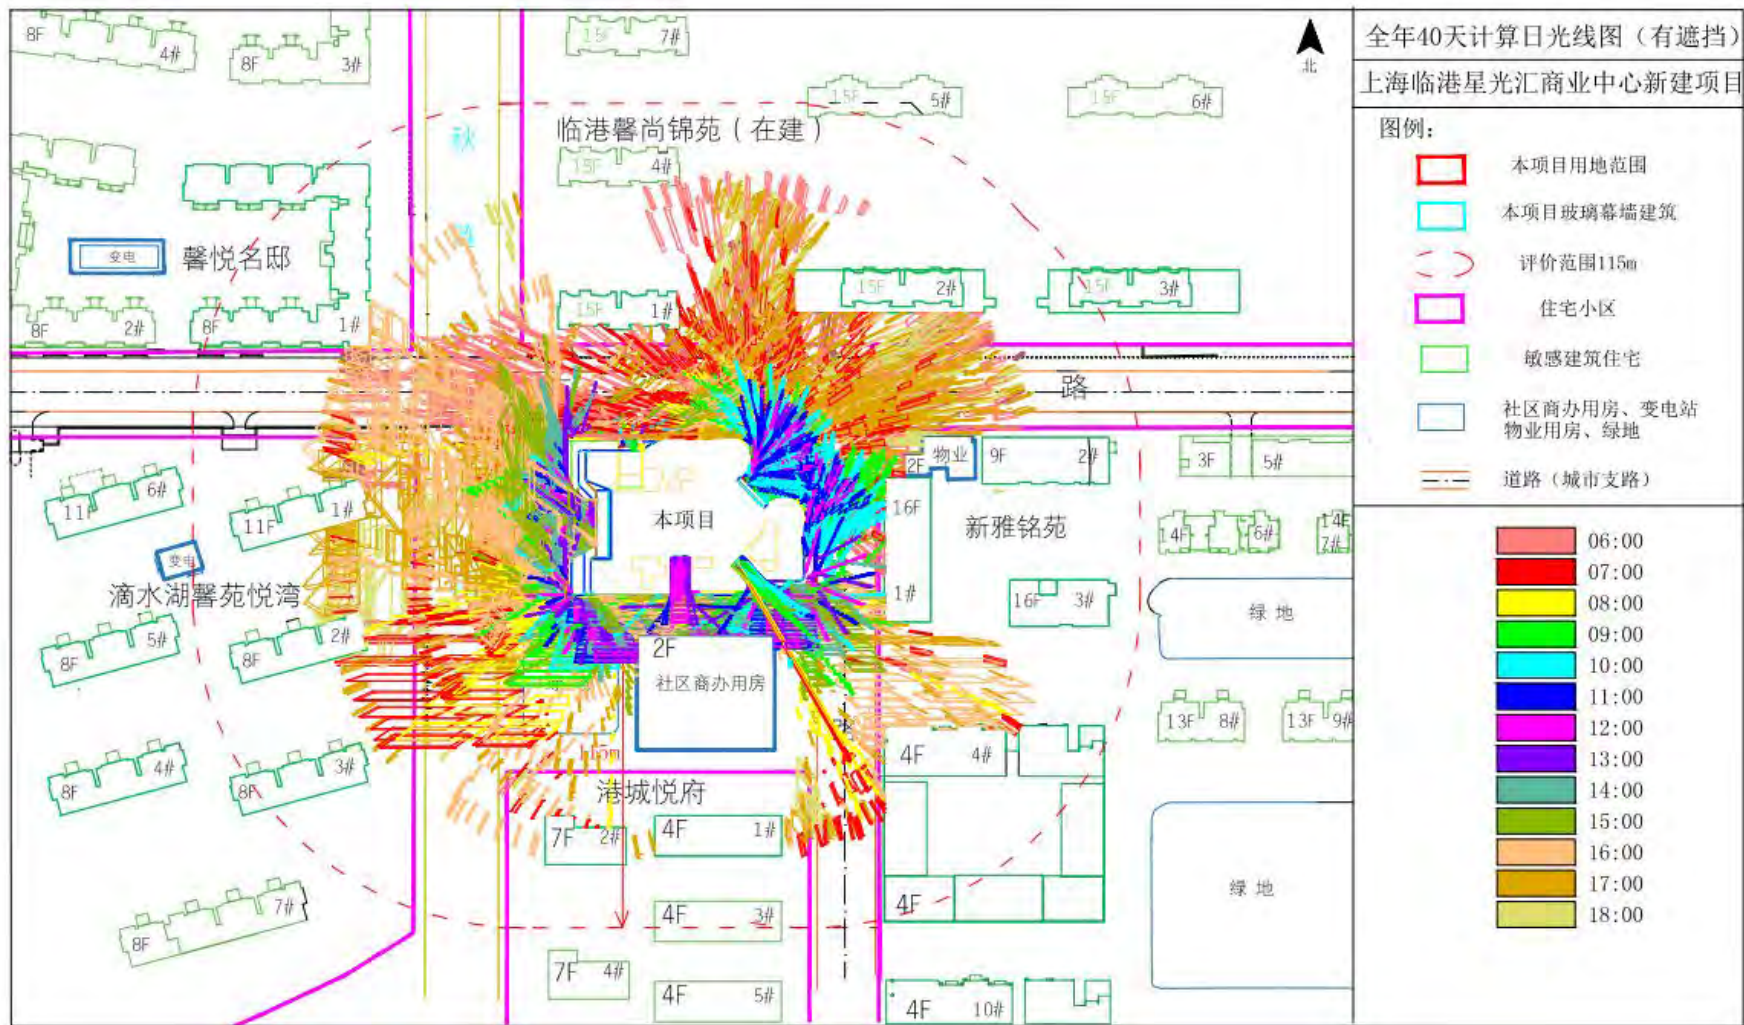 全年40天计算日光线图（有遮挡）
上海临港星光汇商业中心新建项目
图例：
本项目用地范围
本项目玻璃幕墙建筑
评价范围115m
住宅小区
敏感建筑住宅
社区商办用房、变电站
物业用房、绿地
道路（城市支路）
06:00
07:00
08:00
09:00
10:00
11:00
12:00
13:00
14:00
15:00
16:00
17:00
18:00
北
8F 4#
8F 3#
15F 7#
15F 5#
15F 6#
秋
临港馨尚锦苑（在建）
15F 4#
变电
馨悦名邸
15F 1#
15F 2#
15F 3#
8F 2#
8F 1#
路
2F 物业
9F 2#
3F 5#
11F 6#
11F 1#
本项目
16F
1#
新雅铭苑
14F 6#
14F 7#
变电
滴水湖馨苑悦湾
16F 3#
绿地
8F 5#
8F 2#
2F
社区商办用房
13F 8#
13F 9#
115m
4F 4#
8F 4#
8F 3#
港城悦府
7F 2#
4F 1#
4F
绿地
8F 7#
4F 3#
7F 4#
4F 5#
4F 10#